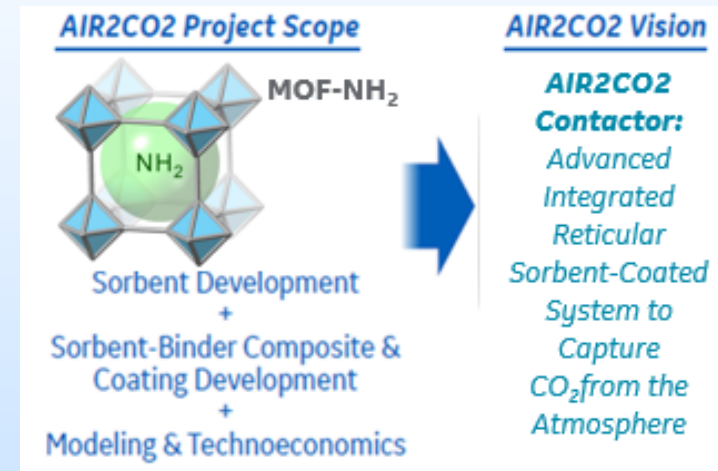 AIR2CO2 Project Scope
MOF-NH₂
NH₂
Sorbent Development
+
Sorbent-Binder Composite &
Coating Development
+
Modeling & Technoeconomics
AIR2CO2 Vision
AIR2CO2
Contactor:
Advanced
Integrated
Reticular
Sorbent-Coated
System to
Capture
CO₂from the
Atmosphere